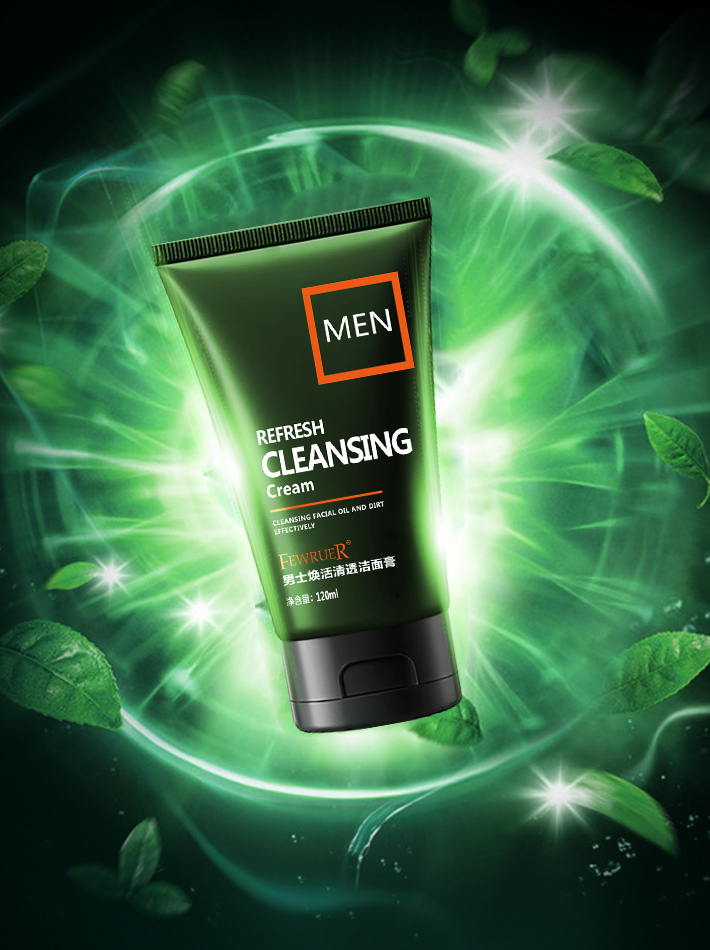 MEN
REFRESH
CLEANSING
Cream
CLEANSING FACIAL OIL AND DIRT
EFFECTIVELY
FEWRUER®
男士焕活清透洁面膏
净含量：120ml